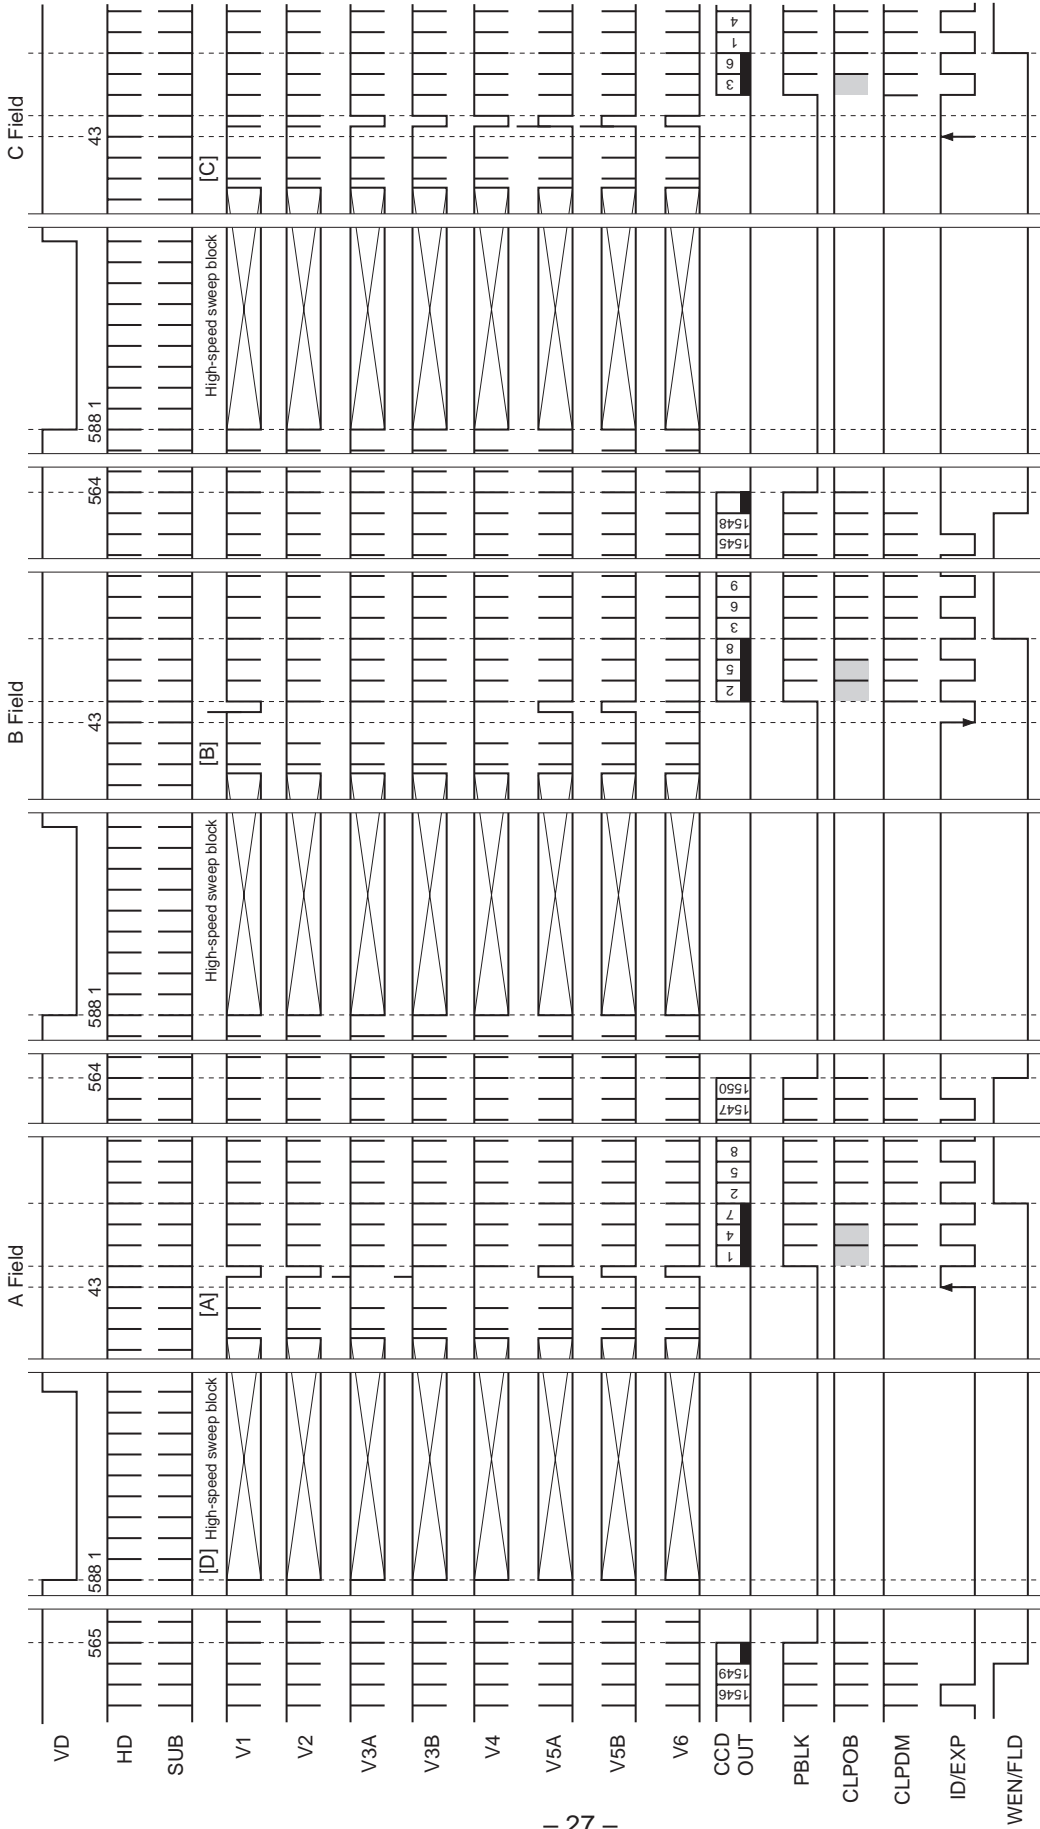 A Field B Field C Field
VD
565 588 1 43 564 588 1 43 564 588 1 43
HD
SUB
[D] High-speed sweep block [A] High-speed sweep block [B] High-speed sweep block [C]
V1
V2
V3A
V3B
V4
V5A
V5B
V6
CCD
OUT
1546 1549 1 4 7 2 5 8 1547 1550 2 5 8 3 6 9 1545 1548 3 6 1 4
PBLK
CLPOB
CLPDM
ID/EXP
WEN/FLD
– 27 –